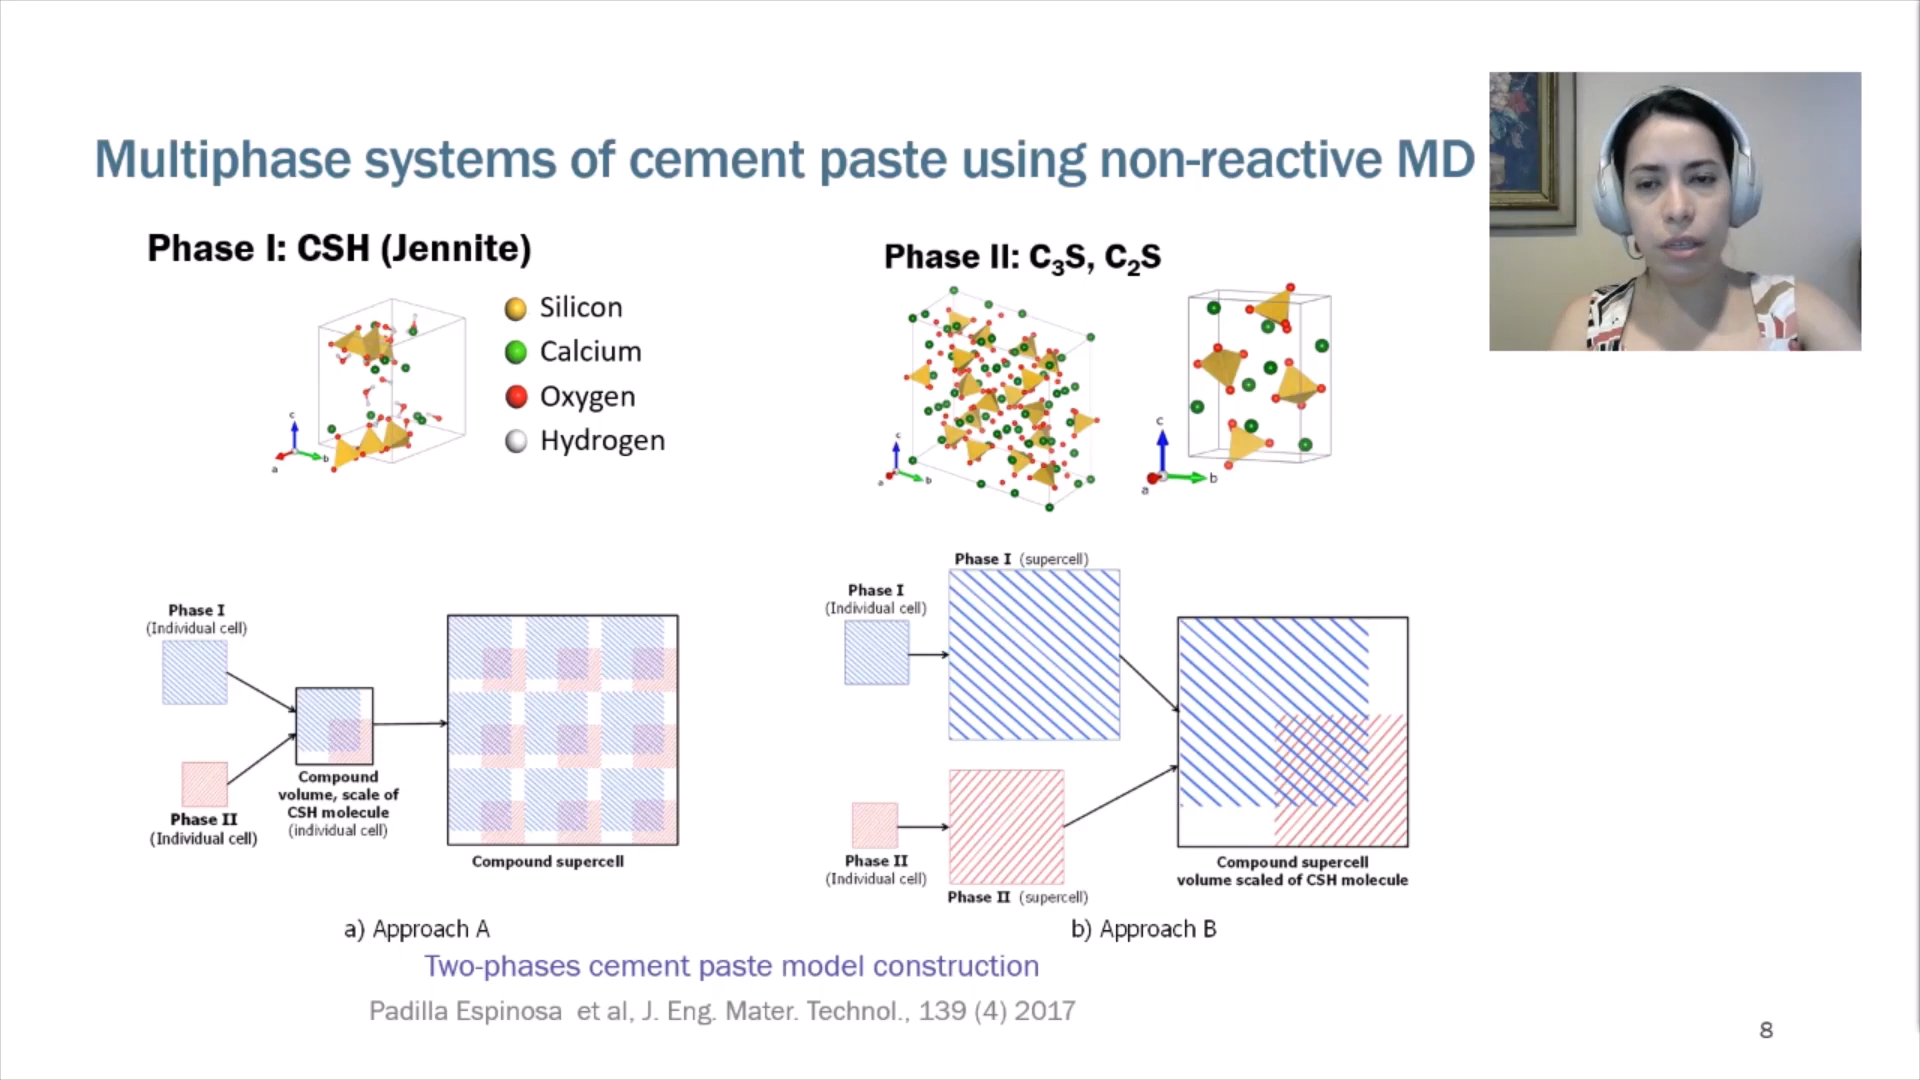 Multiphase systems of cement paste using non-reactive MD
Phase I: CSH (Jennite)
Silicon
Calcium
Oxygen
Hydrogen
c
a
b
Phase II: C₃S, C₂S
c
a
b
c
a
b
Phase I
(Individual cell)
Phase II
(Individual cell)
Compound
volume, scale of
CSH molecule
(individual cell)
Compound supercell
a) Approach A
Phase I (supercell)
Phase I
(Individual cell)
Phase II
(Individual cell)
Phase II (supercell)
Compound supercell
volume scaled of CSH molecule
b) Approach B
Two-phases cement paste model construction
Padilla Espinosa et al, J. Eng. Mater. Technol., 139 (4) 2017
8